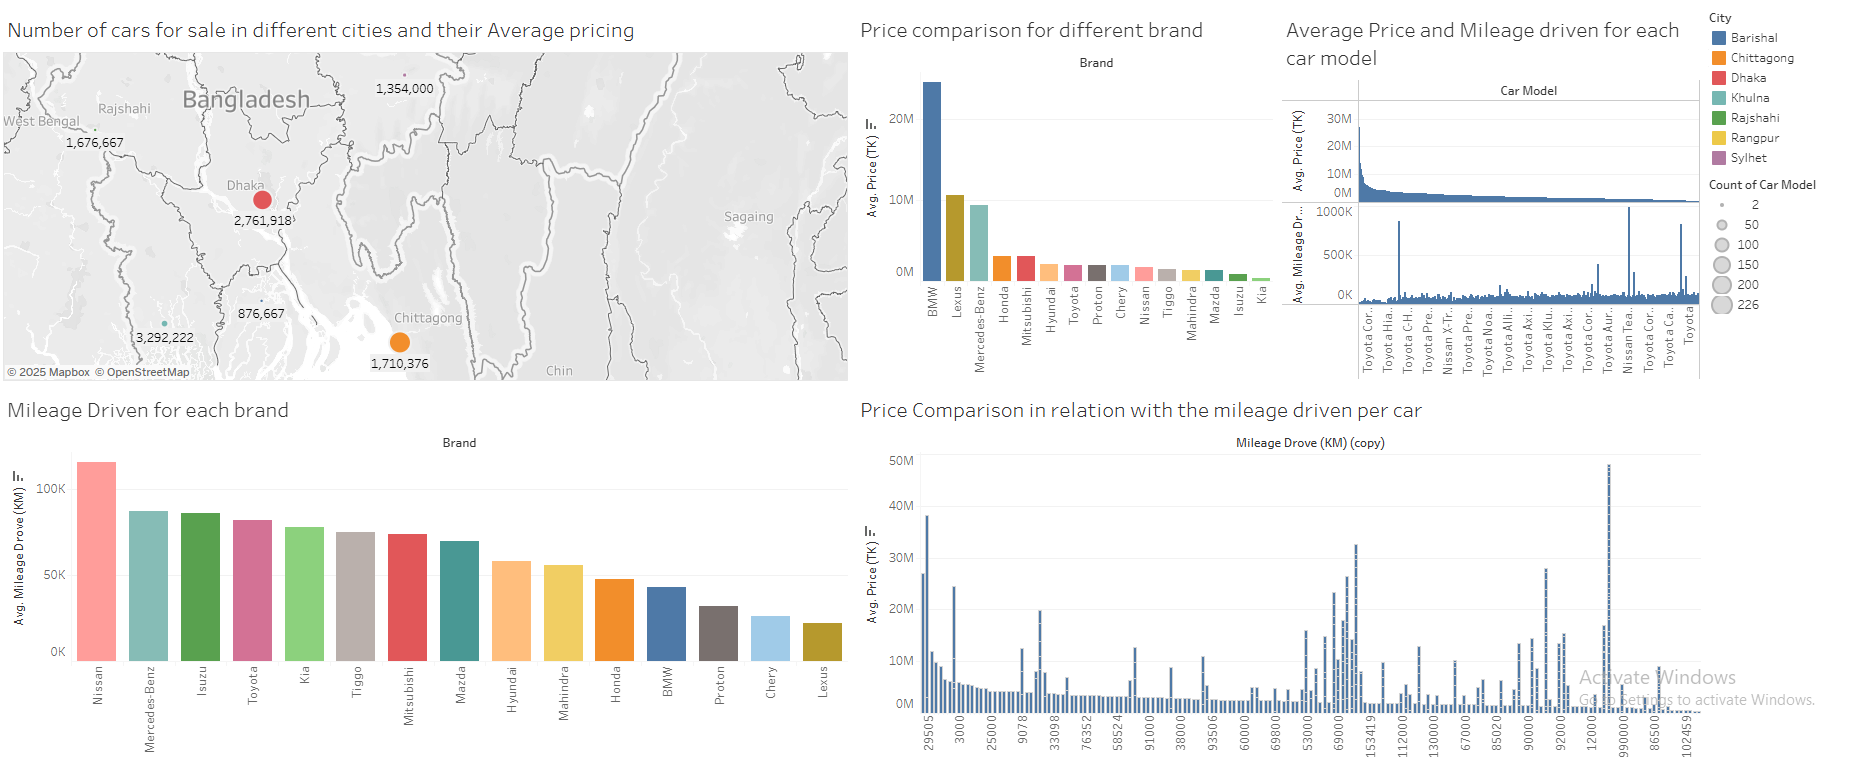 Number of cars for sale in different cities and their Average pricing
Bangladesh
Rajshahi
West Bengal
1,354,000
1,676,667
Dhaka
2,761,918
Sagaing
876,667
Chittagong
3,292,222
1,710,376
Chin
© 2025 Mapbox © OpenStreetMap
Price comparison for different brand
Brand
Avg. Price (TK)
20M
10M
0M
BMW
Lexus
Mercedes-Benz
Honda
Mitsubishi
Hyundai
Toyota
Proton
Chery
Nissan
Tiggo
Mahindra
Mazda
Isuzu
Kia
Average Price and Mileage driven for each
car model
Car Model
Avg. Price (TK)
30M
20M
10M
0M
Avg. Mileage Dr...
1000K
500K
0K
Toyota Cor..
Toyota Hia..
Toyota C-H..
Toyota Pre..
Nissan X-Tr..
Toyota Pre..
Toyota Noa..
Toyota Alli..
Toyota Axi..
Toyota Klu..
Toyota Axi..
Toyota Cor..
Toyota Aur..
Nissan Tea..
Toyota Cor..
Toyota Ca..
Toyota
City
Barishal
Chittagong
Dhaka
Khulna
Rajshahi
Rangpur
Sylhet
Count of Car Model
2
50
100
150
200
225
Mileage Driven for each brand
Brand
Avg. Mileage Drove (KM)
100K
50K
0K
Nissan
Mercedes-Benz
Isuzu
Toyota
Kia
Tiggo
Mitsubishi
Mazda
Hyundai
Mahindra
Honda
BMW
Proton
Chery
Lexus
Price Comparison in relation with the mileage driven per car
Mileage Drove (KM) (copy)
Avg. Price (TK)
50M
40M
30M
20M
10M
0M
29505
3000
25000
9078
33098
76352
58524
91100
38000
93506
60000
69800
53000
69000
153419
112000
130000
67000
85020
90000
92000
12000
99000
86500
102459
Activate Windows
Go to Settings to activate Windows.